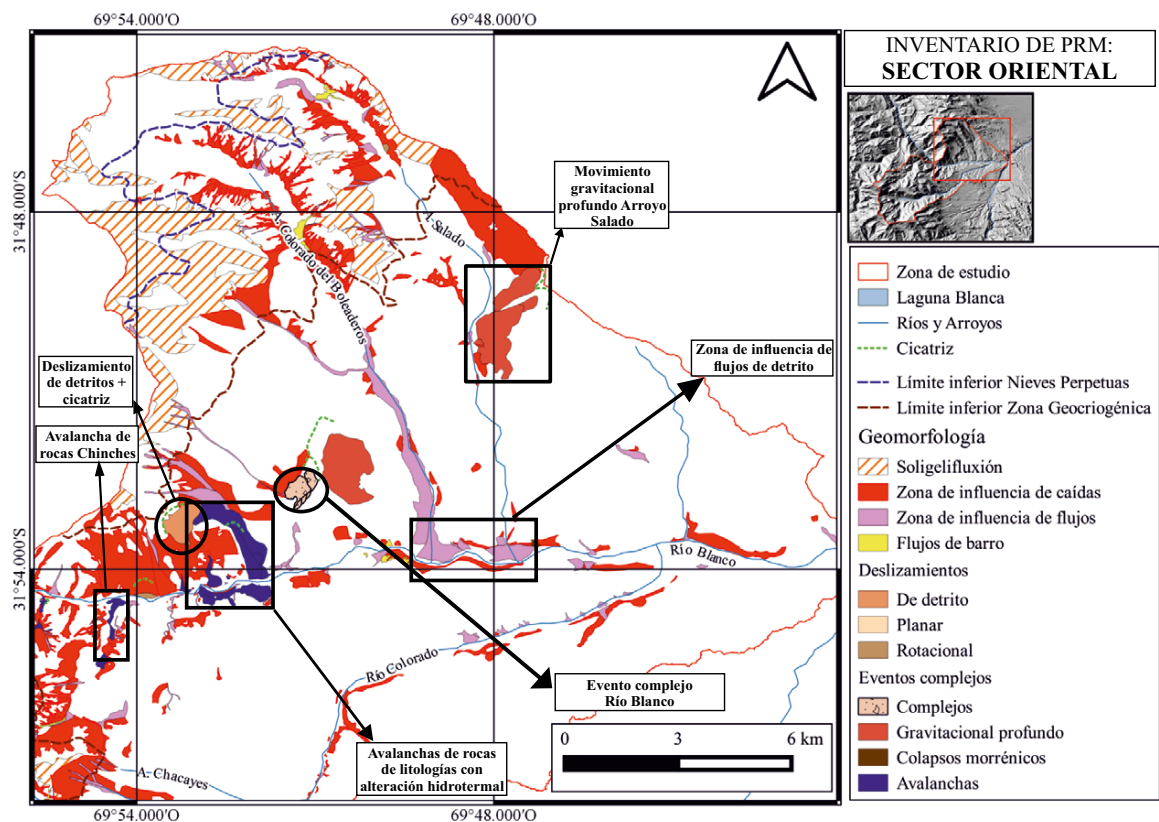 69°54.000'O
69°48.000'O
31°48.000'S
31°54.000'S
INVENTARIO DE PRM:
SECTOR ORIENTAL
Movimiento
gravitacional
profundo Arroyo
Salado
A. Salado
A. Colorado del Boleaderos
Zona de influencia de
flujos de detrito
Deslizamiento
de detritos +
cicatriz
Avalancha de
rocas Chinches
Río Blanco
Río Colorado
Evento complejo
Río Blanco
Avalanchas de rocas
de litologías con
alteración hidrotermal
A. Chacayes
0 3 6 km
69°54.000'O
69°48.000'O
Zona de estudio
Laguna Blanca
Ríos y Arroyos
Cicatriz
Límite inferior Nieves Perpetuas
Límite inferior Zona Geocriogénica
Geomorfología
Soligelifluxión
Zona de influencia de caídas
Zona de influencia de flujos
Flujos de barro
Deslizamientos
De detrito
Planar
Rotacional
Eventos complejos
Complejos
Gravitacional profundo
Colapsos morrénicos
Avalanchas